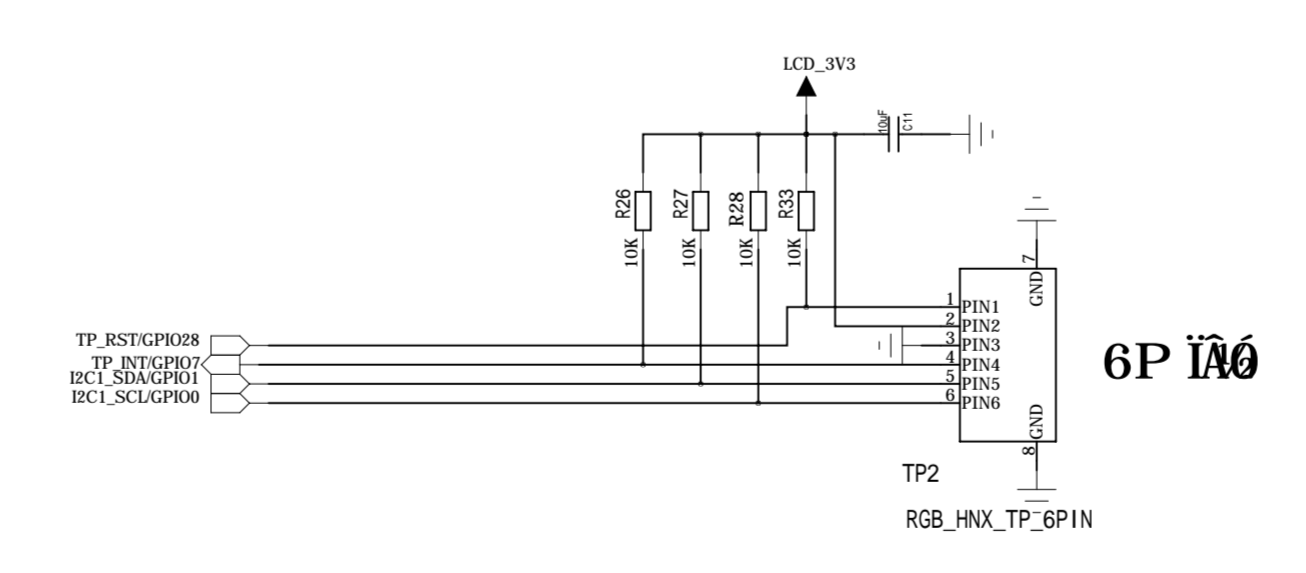 LCD_3V3
10uF
C11
R26
R27
R28
R33
10K
10K
10K
10K
7
GND
1 PIN1
2 PIN2
3 PIN3
4 PIN4
5 PIN5
6 PIN6
TP_RST/GPIO28
TP_INT/GPIO7
I2C1_SDA/GPIO1
I2C1_SCL/GPIO0
6P
GND
8
TP2
RGB_HNX_TP_6PIN